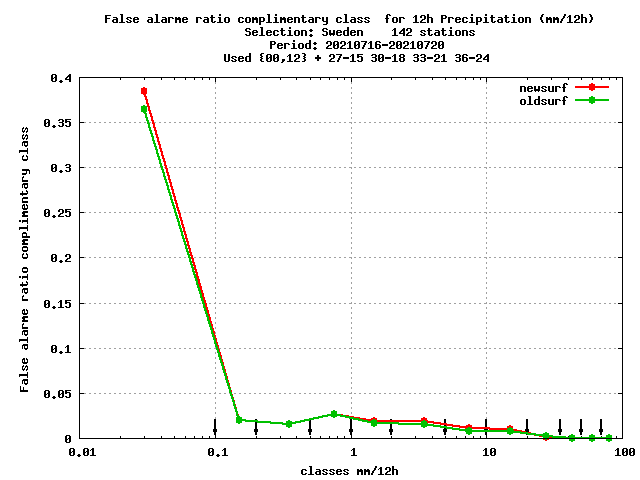 False alarme ratio complimentary class  for 12h Precipitation (mm/12h)
Selection: Sweden    142 stations
Period: 20210716-20210720
Used {00,12} + 27-15 30-18 33-21 36-24
newsurf
oldsurf
0.4
0.35
0.3
0.25
0.2
0.15
0.1
0.05
0
False alarme ratio complimentary class
0.01 0.1 1 10 100
classes mm/12h